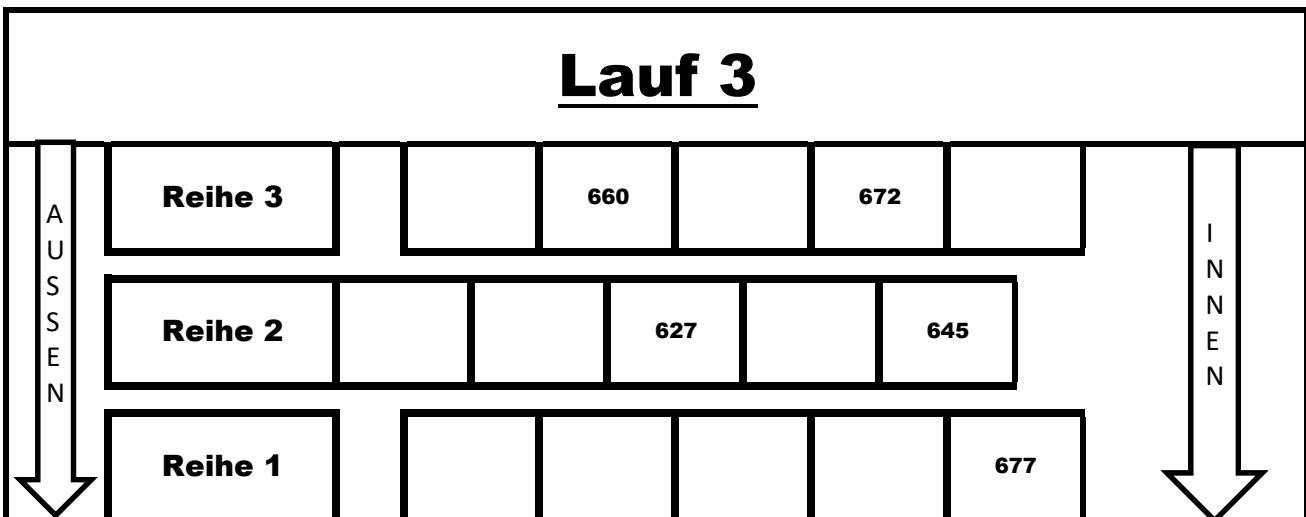 Lauf 3
AUSSEN
INNEN
Reihe 3 660 672
Reihe 2 627 645
Reihe 1 677